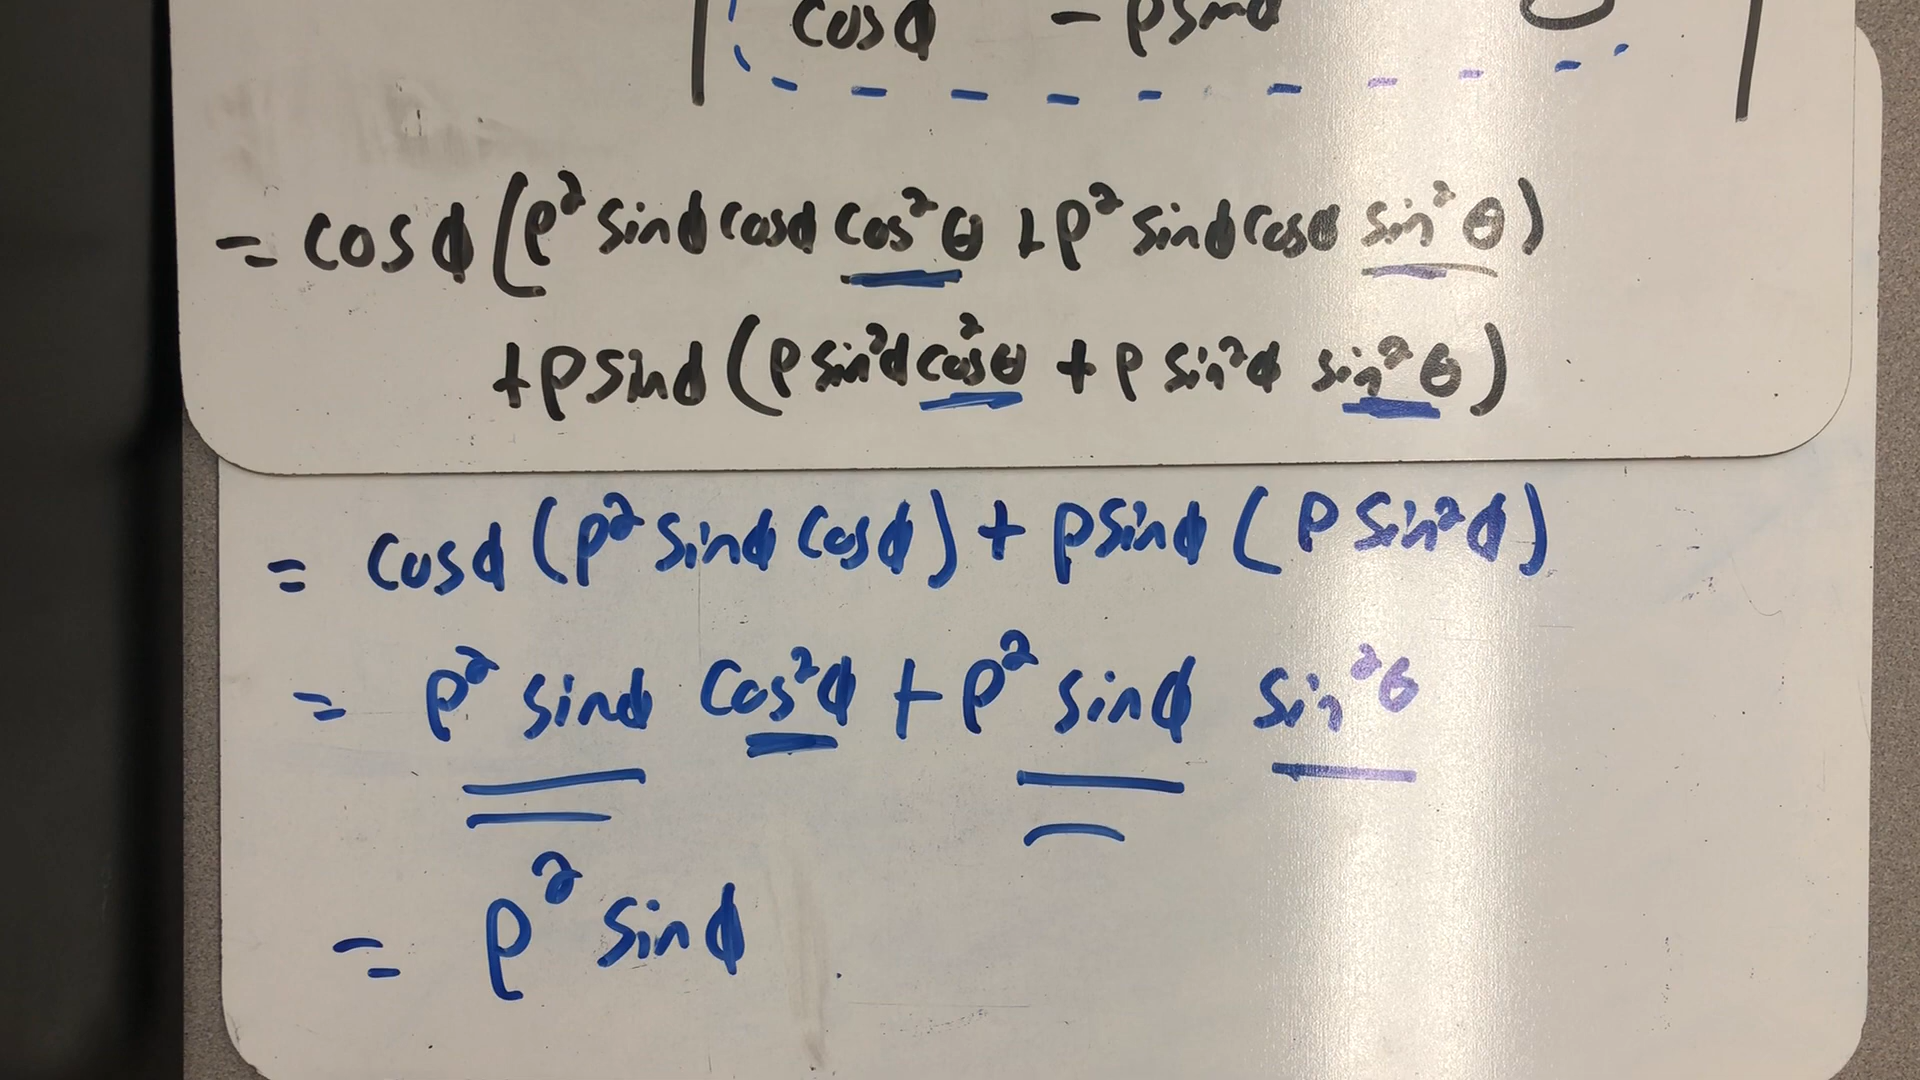 cosϕ - ρsinϕ 0
= cosϕ (ρ² sinϕ cosϕ cos²θ + ρ² sinϕ cosϕ sin²θ)
+ ρ sinϕ (ρ sin²ϕ cos²θ + ρ sin²ϕ sin²θ)
= cosϕ (ρ² sinϕ cosϕ) + ρ sinϕ (ρ sin²ϕ)
= ρ² sinϕ cos²ϕ + ρ² sinϕ sin²θ
= ρ² sinϕ